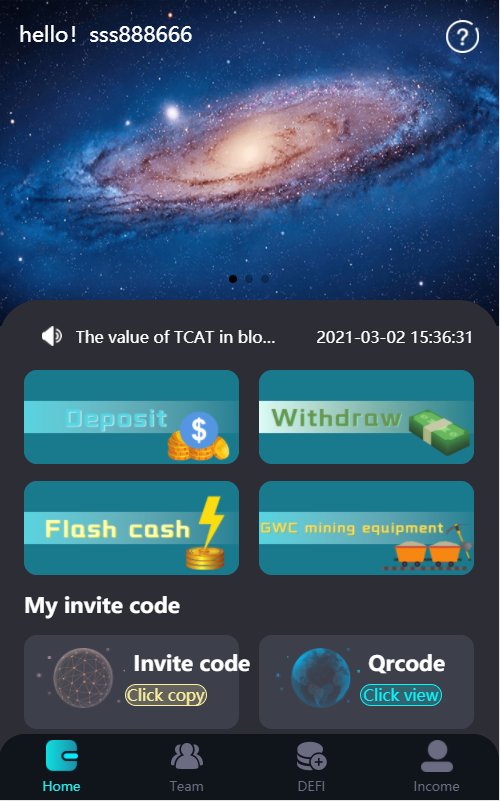 hello! sss888666
?
The value of TCAT in blo...
2021-03-02 15:36:31
Deposit
$
Withdraw
Flash cash
GWC mining equipment
My invite code
Invite code
Click copy
Qrcode
Click view
Home
Team
DEFI
Income